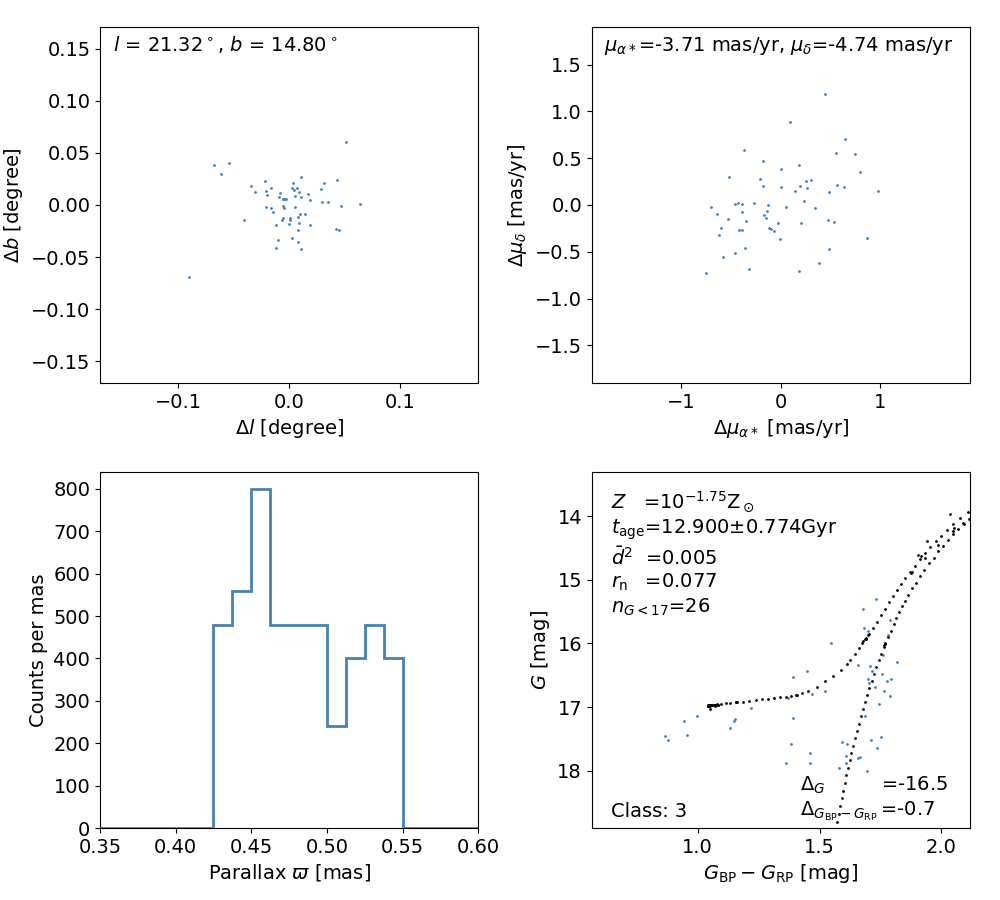 l = 21.32°, b = 14.80°
0.15
0.10
0.05
0.00
−0.05
−0.10
−0.15
Δb [degree]
−0.1 0.0 0.1
Δl [degree]
μα*=-3.71 mas/yr, μδ=-4.74 mas/yr
1.5
1.0
0.5
0.0
−0.5
−1.0
−1.5
Δμδ [mas/yr]
−1 0 1
Δμα* [mas/yr]
800
700
600
500
400
300
200
100
0
Counts per mas
0.35 0.40 0.45 0.50 0.55 0.60
Parallax ϖ [mas]
Z =10^−1.75 Z⊙
t_age=12.900±0.774Gyr
d̄² =0.005
r_n =0.077
n_G<17=26
14
15
16
17
18
G [mag]
Δ_G =-16.5
Δ_G_BP−G_RP =-0.7
Class: 3
1.0 1.5 2.0
G_BP − G_RP [mag]